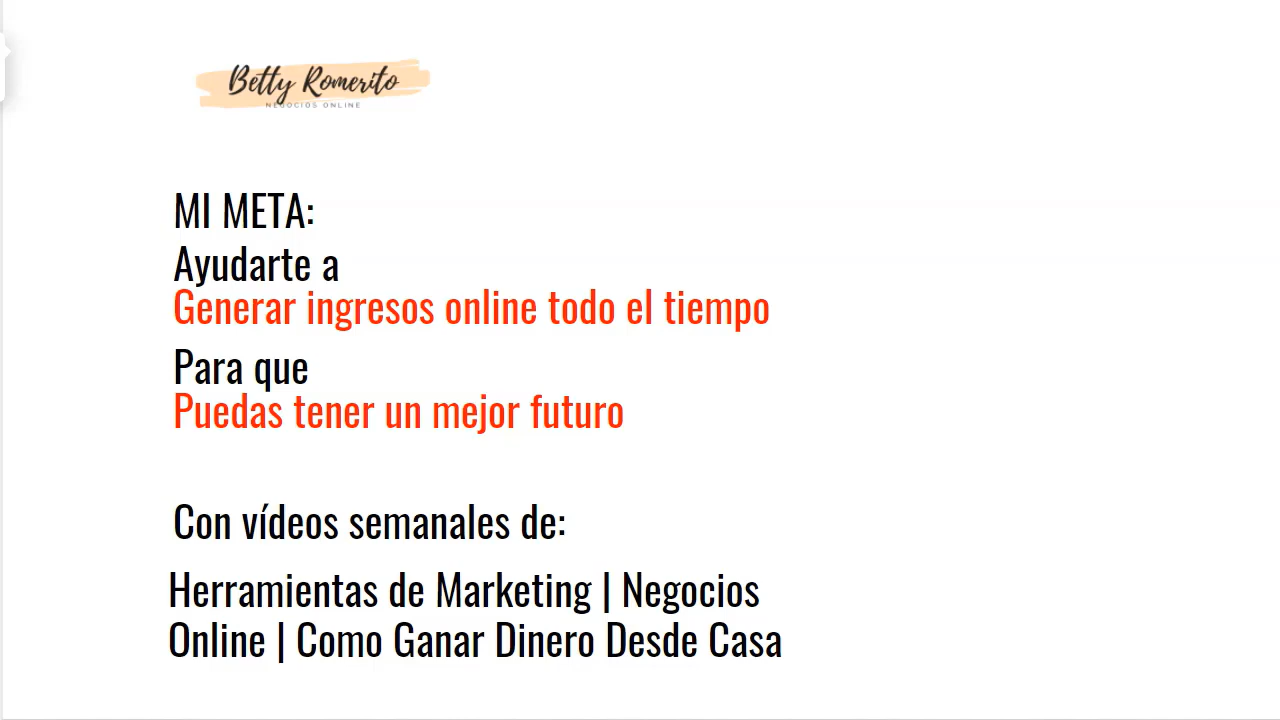 Betty Romerito
NEGOCIOS ONLINE
MI META:
Ayudarte a
Generar ingresos online todo el tiempo
Para que
Puedas tener un mejor futuro
Con vídeos semanales de:
Herramientas de Marketing | Negocios
Online | Como Ganar Dinero Desde Casa